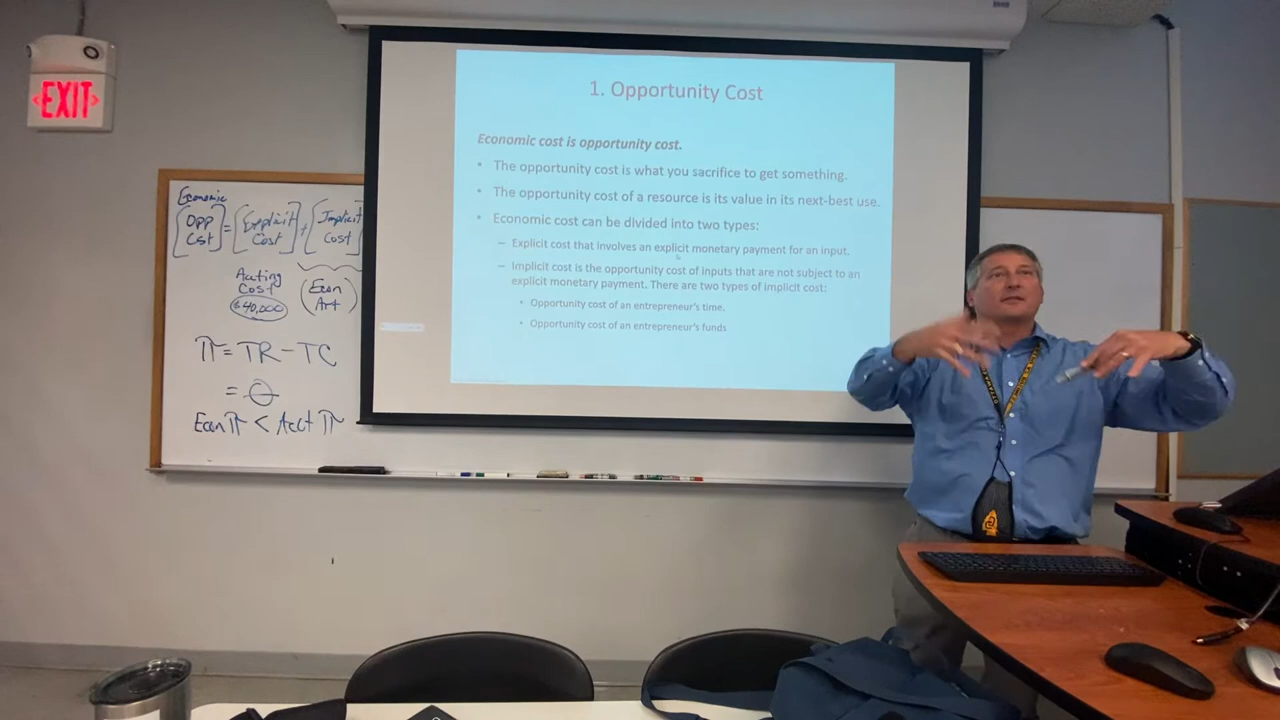 EXIT
1. Opportunity Cost
Economic cost is opportunity cost.
• The opportunity cost is what you sacrifice to get something.
• The opportunity cost of a resource is its value in its next-best use.
• Economic cost can be divided into two types:
– Explicit cost that involves an explicit monetary payment for an input.
– Implicit cost is the opportunity cost of inputs that are not subject to an
explicit monetary payment. There are two types of implicit cost:
• Opportunity cost of an entrepreneur's time.
• Opportunity cost of an entrepreneur's funds
Economic
[Opp Cst] = [Explicit Cost] + [Implicit Cost
Cost
$40,000
(Econ
π = TR - TC
Econ π < Acct π